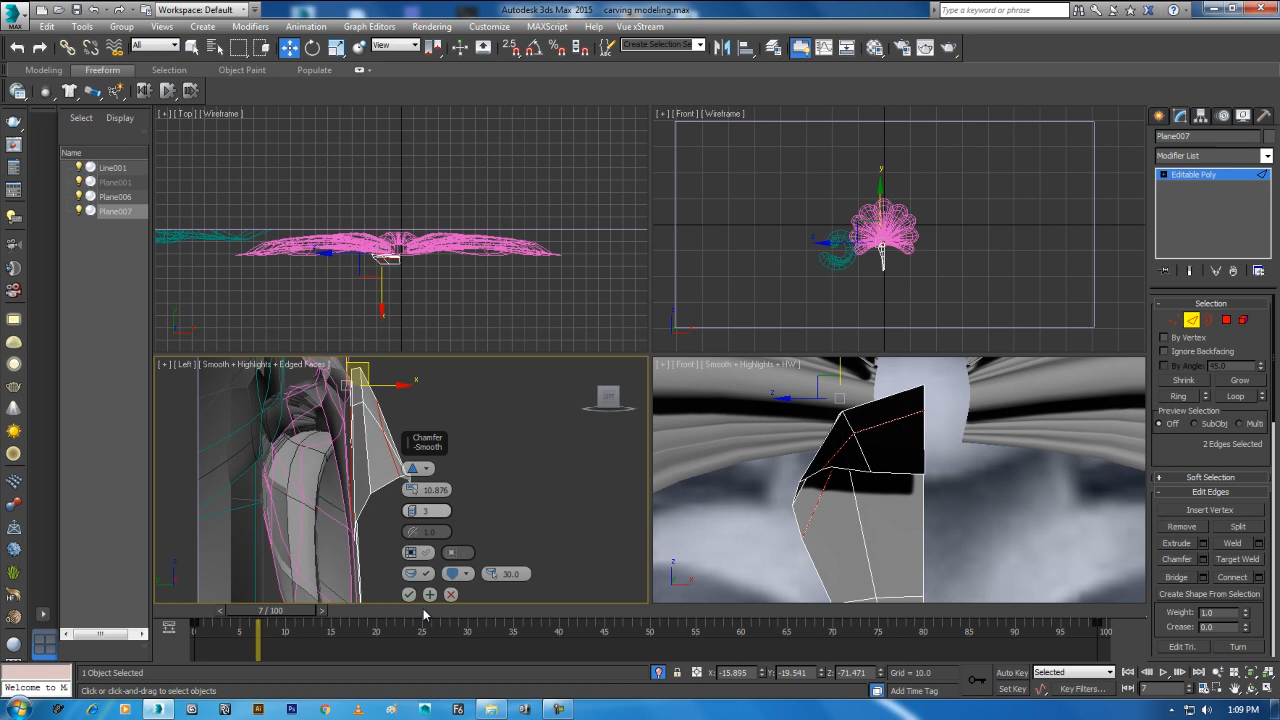 MAX
Workspace: Default
Autodesk 3ds Max 2015 carving modeling.max
Type a keyword or phrase
Edit Tools Group Views Create Modifiers Animation Graph Editors Rendering Customize MAXScript Help Vue xStream
All
View
2.5
Create Selection Se
Modeling Freeform Selection Object Paint Populate
Select Display
Name
Line001
Plane001
Plane006
Plane007
[ + ] [ Top ] [ Wireframe ]
[ + ] [ Front ] [ Wireframe ]
[ + ] [ Left ] [ Smooth + Highlights + Edged Faces ]
[ + ] [ Front ] [ Smooth + Highlights + HW ]
Chamfer
-Smooth
10.876
3
1.0
30.0
Plane007
Modifier List
Editable Poly
Selection
By Vertex
Ignore Backfacing
By Angle: 45.0
Shrink Grow
Ring Loop
Preview Selection
Off SubObj Multi
2 Edges Selected
Soft Selection
Edit Edges
Insert Vertex
Remove Split
Extrude Weld
Chamfer Target Weld
Bridge Connect
Create Shape From Selection
Weight: 1.0
Crease: 0.0
Edit Tri. Turn
< 7 / 100 >
0 5 10 15 20 25 30 35 40 45 50 55 60 65 70 75 80 85 90 95 100
Welcome to M
1 Object Selected
Click or click-and-drag to select objects
X: -15.895 Y: -19.541 Z: -71.471 Grid = 10.0
Add Time Tag
Auto Key Selected
Set Key Key Filters...
7
1:09 PM